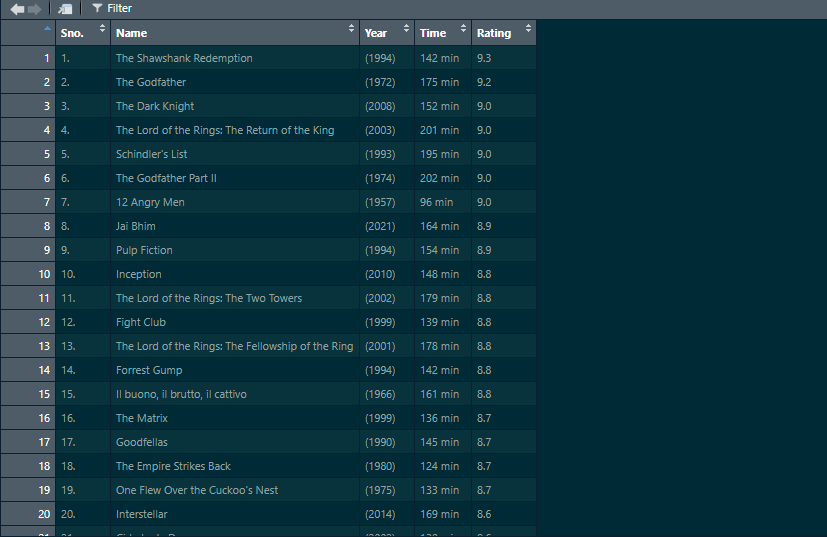 Filter
Sno. Name Year Time Rating
1 1. The Shawshank Redemption (1994) 142 min 9.3
2 2. The Godfather (1972) 175 min 9.2
3 3. The Dark Knight (2008) 152 min 9.0
4 4. The Lord of the Rings: The Return of the King (2003) 201 min 9.0
5 5. Schindler's List (1993) 195 min 9.0
6 6. The Godfather Part II (1974) 202 min 9.0
7 7. 12 Angry Men (1957) 96 min 9.0
8 8. Jai Bhim (2021) 164 min 8.9
9 9. Pulp Fiction (1994) 154 min 8.9
10 10. Inception (2010) 148 min 8.8
11 11. The Lord of the Rings: The Two Towers (2002) 179 min 8.8
12 12. Fight Club (1999) 139 min 8.8
13 13. The Lord of the Rings: The Fellowship of the Ring (2001) 178 min 8.8
14 14. Forrest Gump (1994) 142 min 8.8
15 15. Il buono, il brutto, il cattivo (1966) 161 min 8.8
16 16. The Matrix (1999) 136 min 8.7
17 17. Goodfellas (1990) 145 min 8.7
18 18. The Empire Strikes Back (1980) 124 min 8.7
19 19. One Flew Over the Cuckoo's Nest (1975) 133 min 8.7
20 20. Interstellar (2014) 169 min 8.6